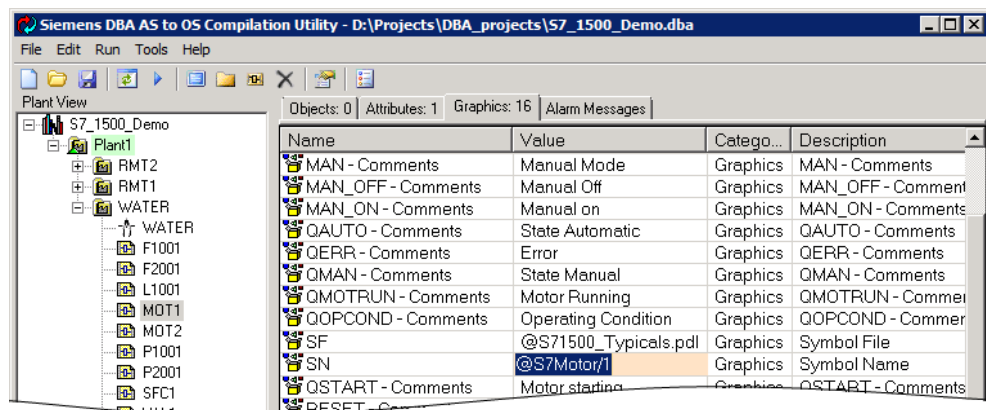 Siemens DBA AS to OS Compilation Utility - D:\Projects\DBA_projects\S7_1500_Demo.dba
File Edit Run Tools Help
Plant View
Objects: 0 Attributes: 1 Graphics: 16 Alarm Messages
S7_1500_Demo
Plant1
RMT2
RMT1
WATER
WATER
F1001
F2001
L1001
MOT1
MOT2
P1001
P2001
SFC1
Name Value Catego... Description
MAN - Comments Manual Mode Graphics MAN - Comments
MAN_OFF - Comments Manual Off Graphics MAN_OFF - Comment
MAN_ON - Comments Manual on Graphics MAN_ON - Comments
QAUTO - Comments State Automatic Graphics QAUTO - Comments
QERR - Comments Error Graphics QERR - Comments
QMAN - Comments State Manual Graphics QMAN - Comments
QMOTRUN - Comments Motor Running Graphics QMOTRUN - Commer
QOPCOND - Comments Operating Condition Graphics QOPCOND - Commer
SF @S71500_Typicals.pdl Graphics Symbol File
SN @S7Motor/1 Graphics Symbol Name
QSTART - Comments Motor starting Graphics QSTART - Comments